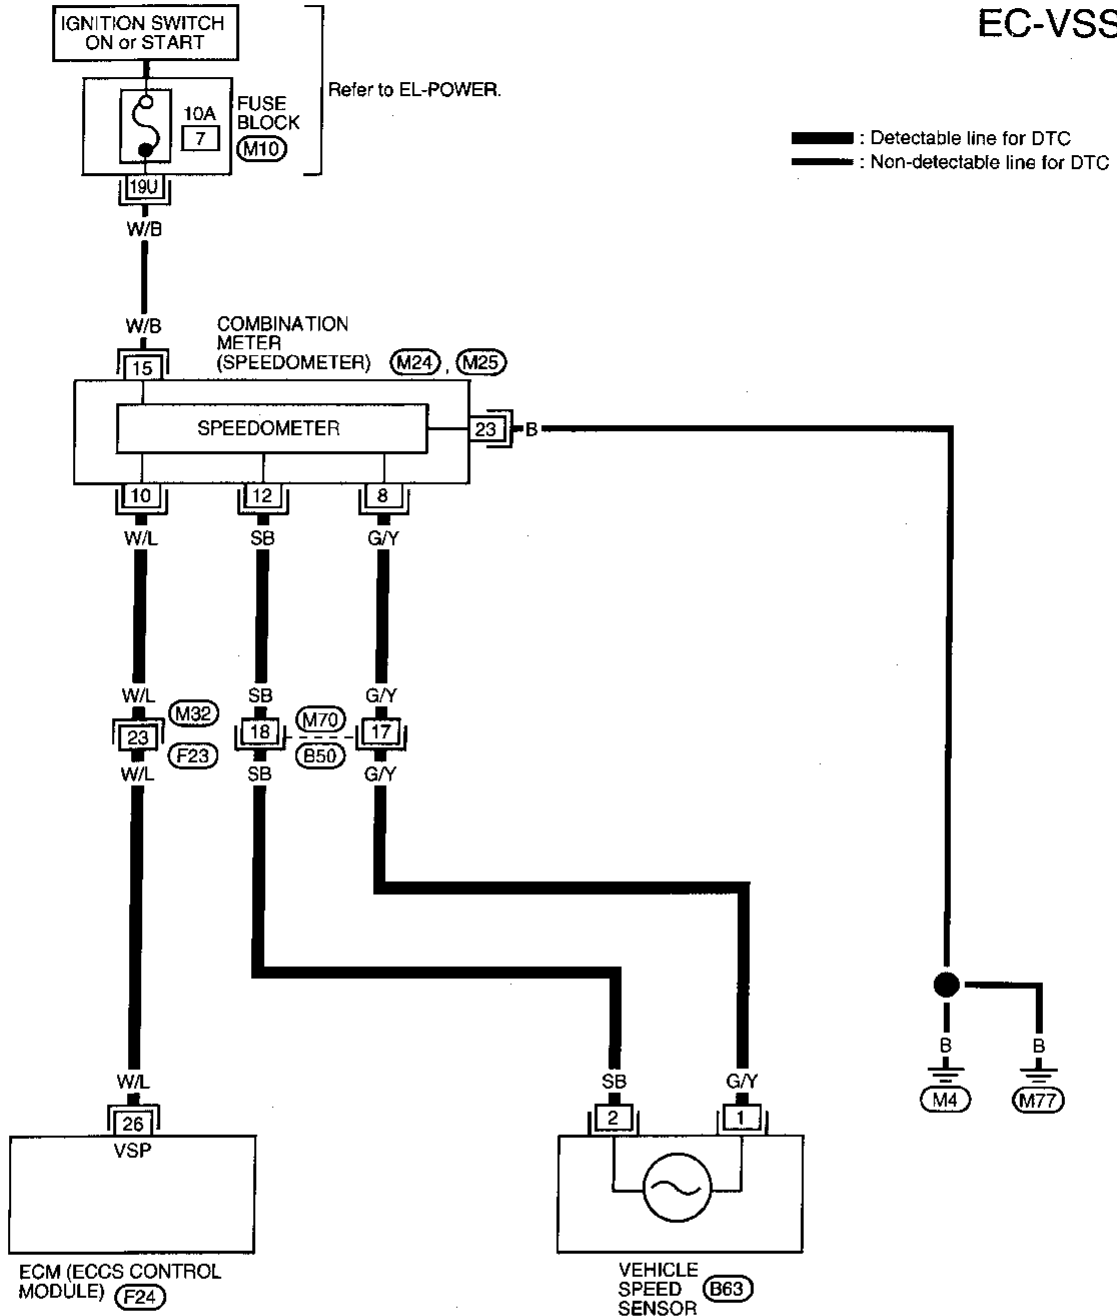 EC-VSS
IGNITION SWITCH
ON or START
Refer to EL-POWER.
10A
7
FUSE
BLOCK
M10
19U
: Detectable line for DTC
: Non-detectable line for DTC
W/B
W/B
COMBINATION
METER
(SPEEDOMETER)
M24 , M25
15
SPEEDOMETER
23
B
10
12
8
W/L
SB
G/Y
W/L
SB
G/Y
M32
M70
23
18
17
F23
B50
W/L
SB
G/Y
B
B
M4
M77
W/L
SB
G/Y
26
2
1
VSP
ECM (ECCS CONTROL
MODULE)
F24
VEHICLE
SPEED
SENSOR
B63